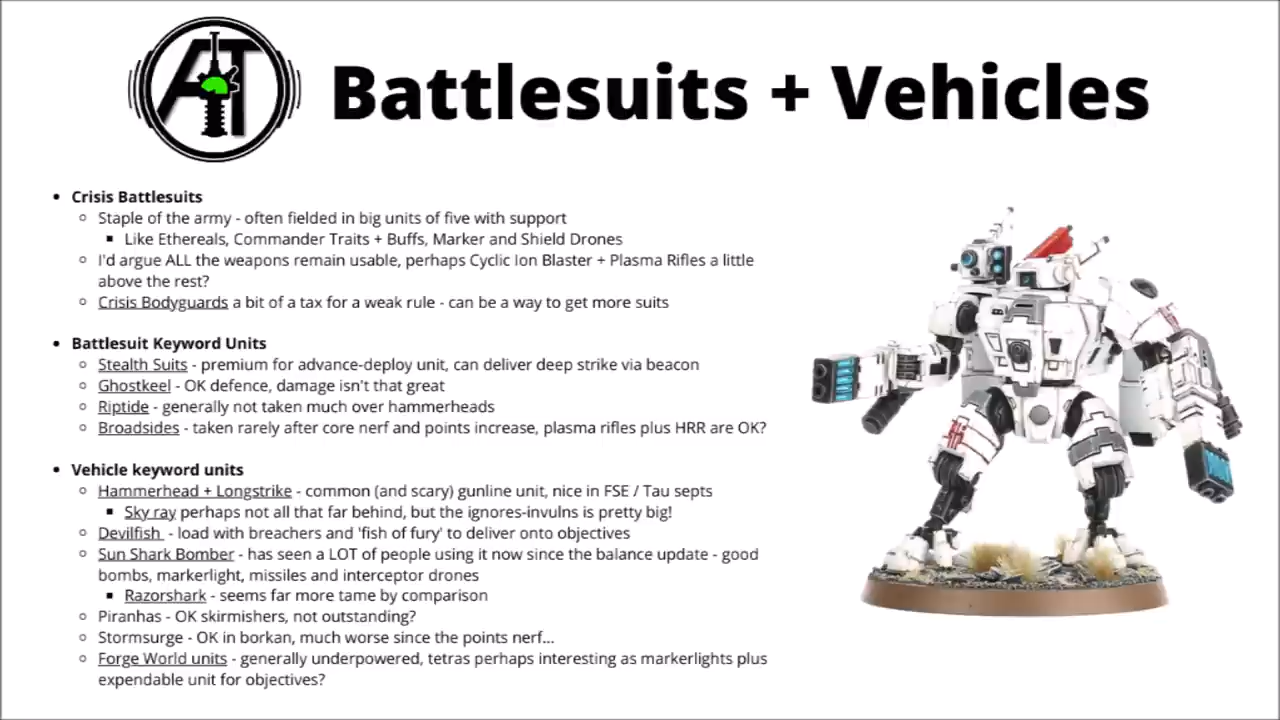 AT
Battlesuits + Vehicles
• Crisis Battlesuits
○ Staple of the army - often fielded in big units of five with support
▪ Like Ethereals, Commander Traits + Buffs, Marker and Shield Drones
○ I'd argue ALL the weapons remain usable, perhaps Cyclic Ion Blaster + Plasma Rifles a little
above the rest?
○ Crisis Bodyguards a bit of a tax for a weak rule - can be a way to get more suits
• Battlesuit Keyword Units
○ Stealth Suits - premium for advance-deploy unit, can deliver deep strike via beacon
○ Ghostkeel - OK defence, damage isn't that great
○ Riptide - generally not taken much over hammerheads
○ Broadsides - taken rarely after core nerf and points increase, plasma rifles plus HRR are OK?
• Vehicle keyword units
○ Hammerhead + Longstrike - common (and scary) gunline unit, nice in FSE / Tau septs
▪ Sky ray perhaps not all that far behind, but the ignores-invulns is pretty big!
○ Devilfish - load with breachers and 'fish of fury' to deliver onto objectives
○ Sun Shark Bomber - has seen a LOT of people using it now since the balance update - good
bombs, markerlight, missiles and interceptor drones
▪ Razorshark - seems far more tame by comparison
○ Piranhas - OK skirmishers, not outstanding?
○ Stormsurge - OK in borkan, much worse since the points nerf...
○ Forge World units - generally underpowered, tetras perhaps interesting as markerlights plus
expendable unit for objectives?